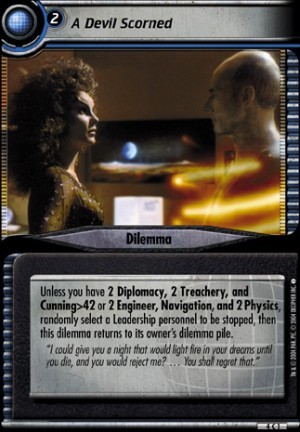 2 A Devil Scorned
Dilemma
Unless you have 2 Diplomacy, 2 Treachery, and
Cunning>42 or 2 Engineer, Navigation, and 2 Physics,
randomly select a Leadership personnel to be stopped, then
this dilemma returns to its owner's dilemma pile.
"I could give you a night that would light fire in your dreams until
you die, and you would reject me? … You shall regret that."
4 C 3